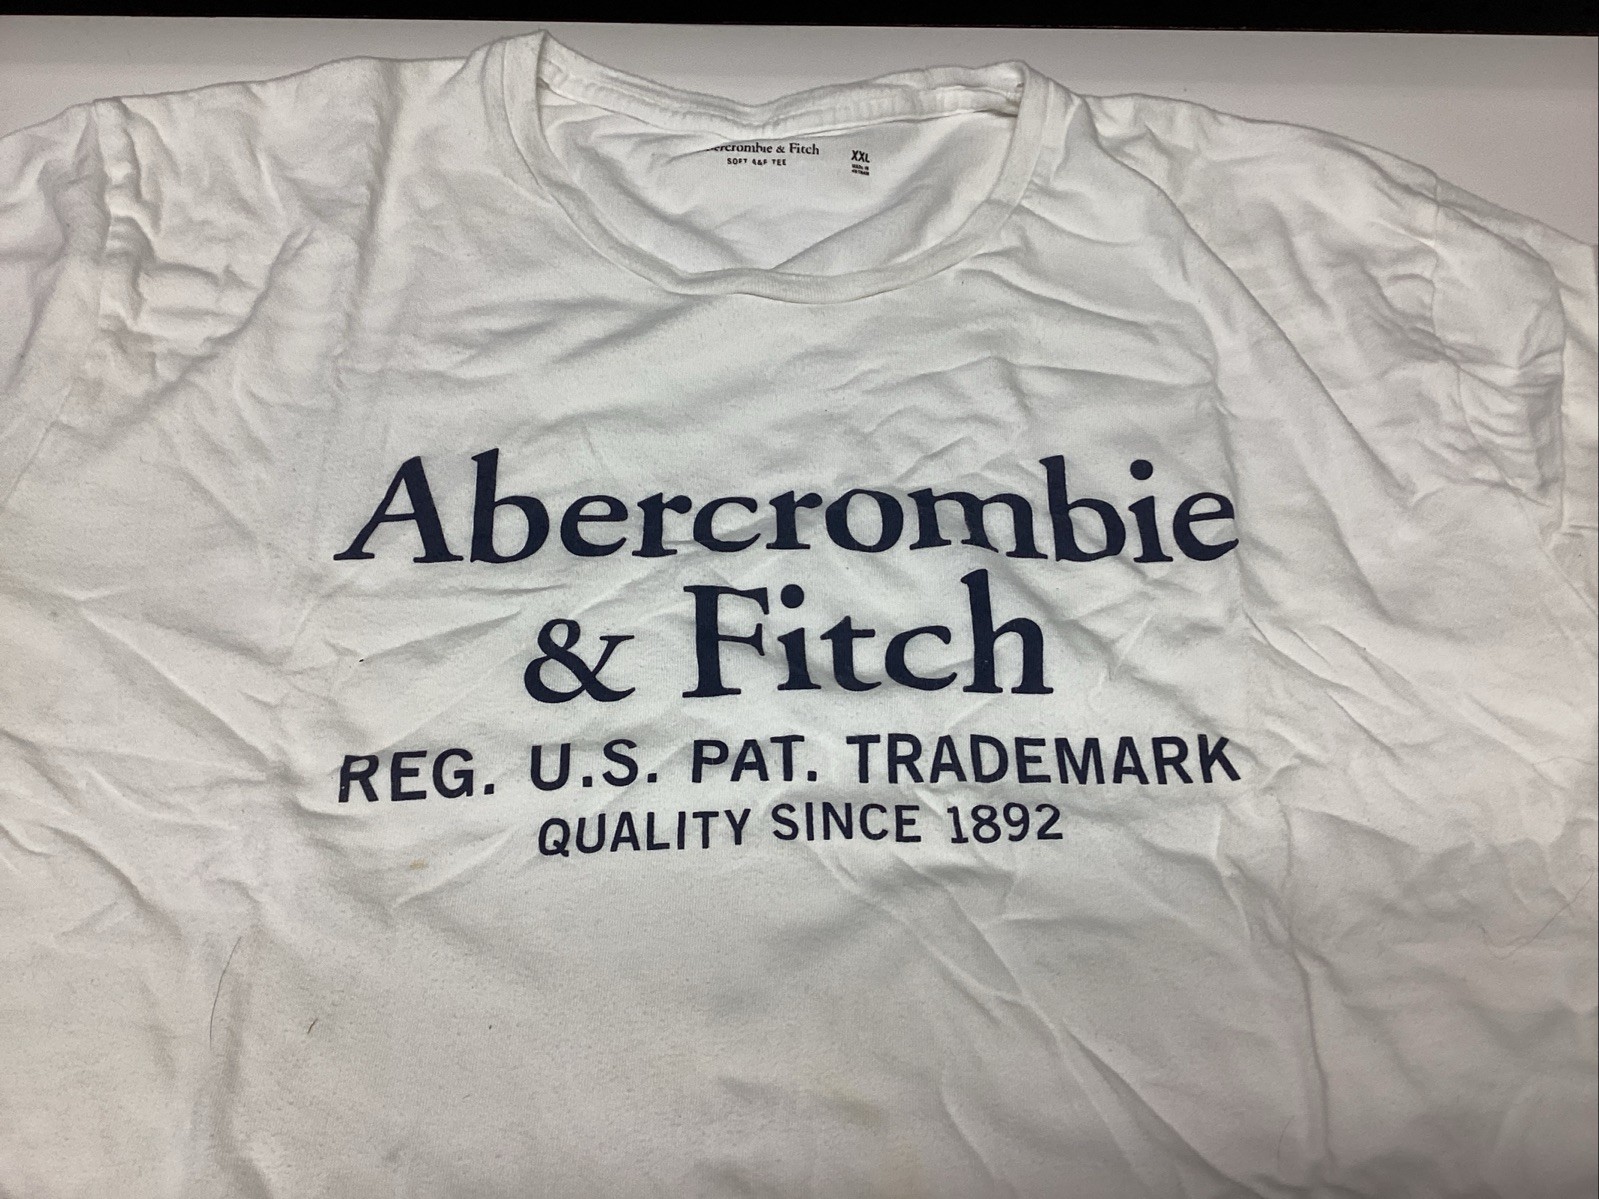 Abercrombie & Fitch
SOFT A&F TEE
XXL
Abercrombie
& Fitch
REG. U.S. PAT. TRADEMARK
QUALITY SINCE 1892